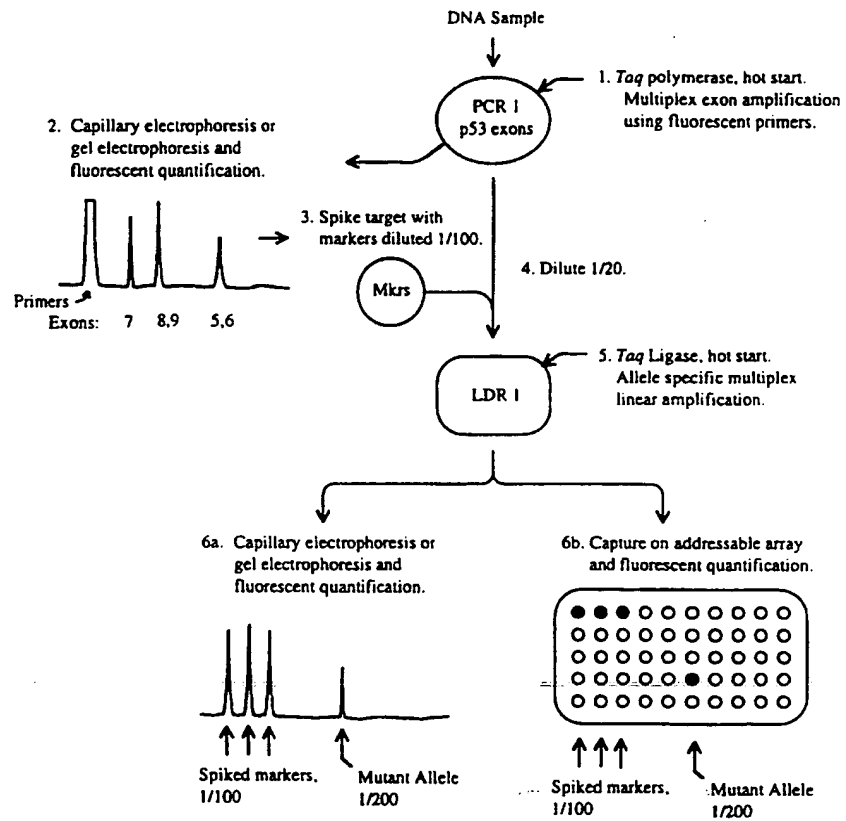 DNA Sample
PCR 1
p53 exons
1. Taq polymerase, hot start.
Multiplex exon amplification
using fluorescent primers.
2. Capillary electrophoresis or
gel electrophoresis and
fluorescent quantification.
3. Spike target with
markers diluted 1/100.
4. Dilute 1/20.
Mkrs
Primers
Exons: 7 8,9 5,6
5. Taq Ligase, hot start.
Allele specific multiplex
linear amplification.
LDR 1
6a. Capillary electrophoresis or
gel electrophoresis and
fluorescent quantification.
Spiked markers,
1/100
Mutant Allele
1/200
6b. Capture on addressable array
and fluorescent quantification.
Spiked markers,
1/100
Mutant Allele
1/200